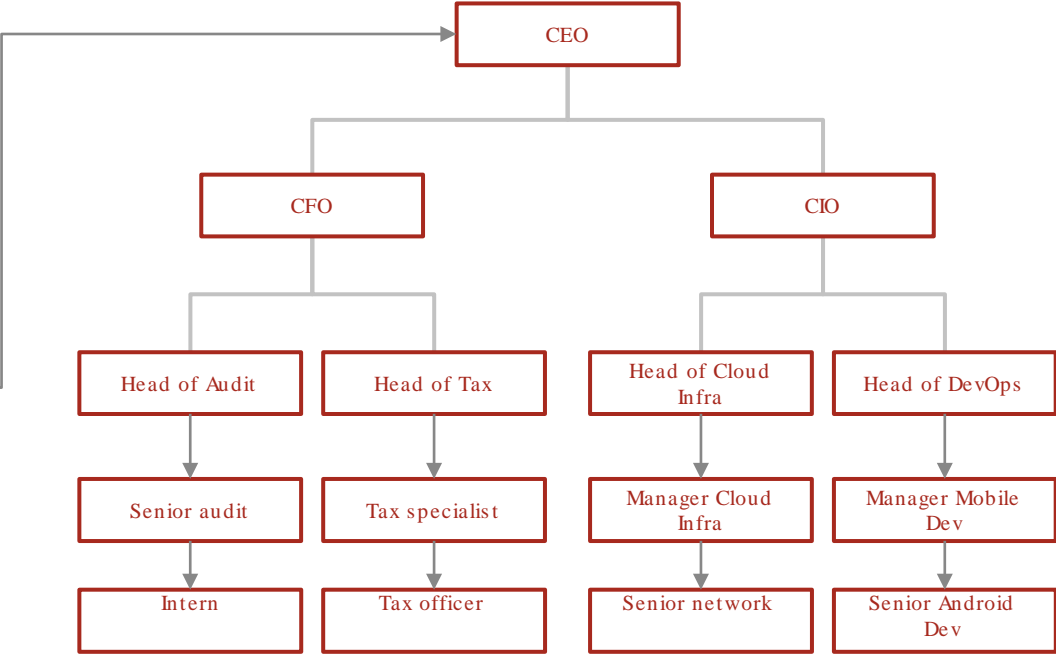 CEO
CFO
CIO
Head of Audit
Head of Tax
Head of Cloud
Infra
Head of DevOps
Senior audit
Tax specialist
Manager Cloud
Infra
Manager Mobile
Dev
Intern
Tax officer
Senior network
Senior Android
Dev